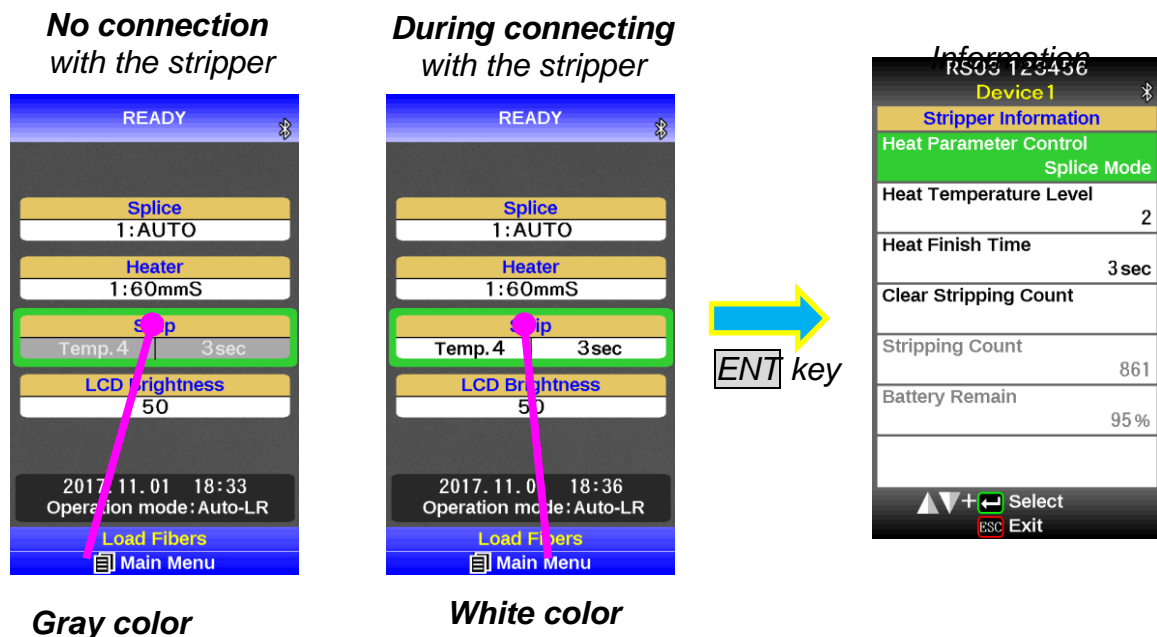 No connection
with the stripper
READY
Splice
1:AUTO
Heater
1:60mmS
Temp.4 3sec
LCD Brightness
50
2017.11.01 18:33
Operation mode:Auto-LR
Load Fibers
Main Menu
Gray color
During connecting
with the stripper
READY
Splice
1:AUTO
Heater
1:60mmS
Temp.4 3sec
LCD Brightness
50
2017.11.0 18:36
Operation mode:Auto-LR
Load Fibers
Main Menu
White color
ENT key
Information
RS03 123456
Device1
Stripper Information
Heat Parameter Control
Splice Mode
Heat Temperature Level
2
Heat Finish Time
3sec
Clear Stripping Count
Stripping Count
861
Battery Remain
95%
+ Select
ESC Exit